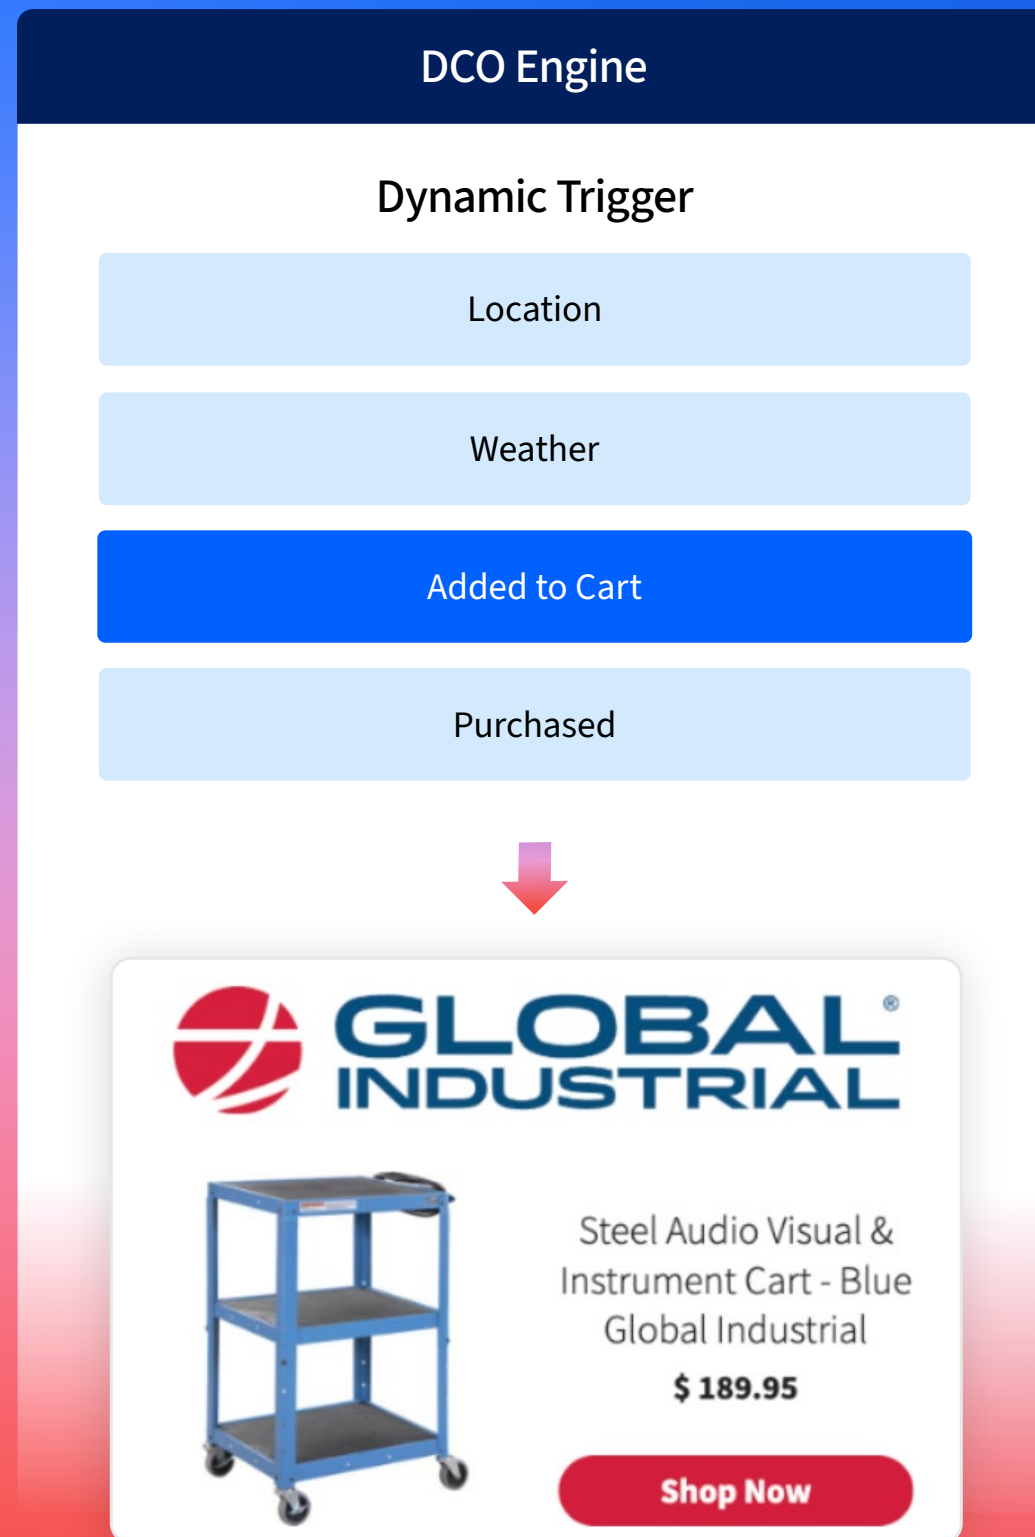 DCO Engine
Dynamic Trigger
Location
Weather
Added to Cart
Purchased
GLOBAL®
INDUSTRIAL
Steel Audio Visual &
Instrument Cart - Blue
Global Industrial
$ 189.95
Shop Now